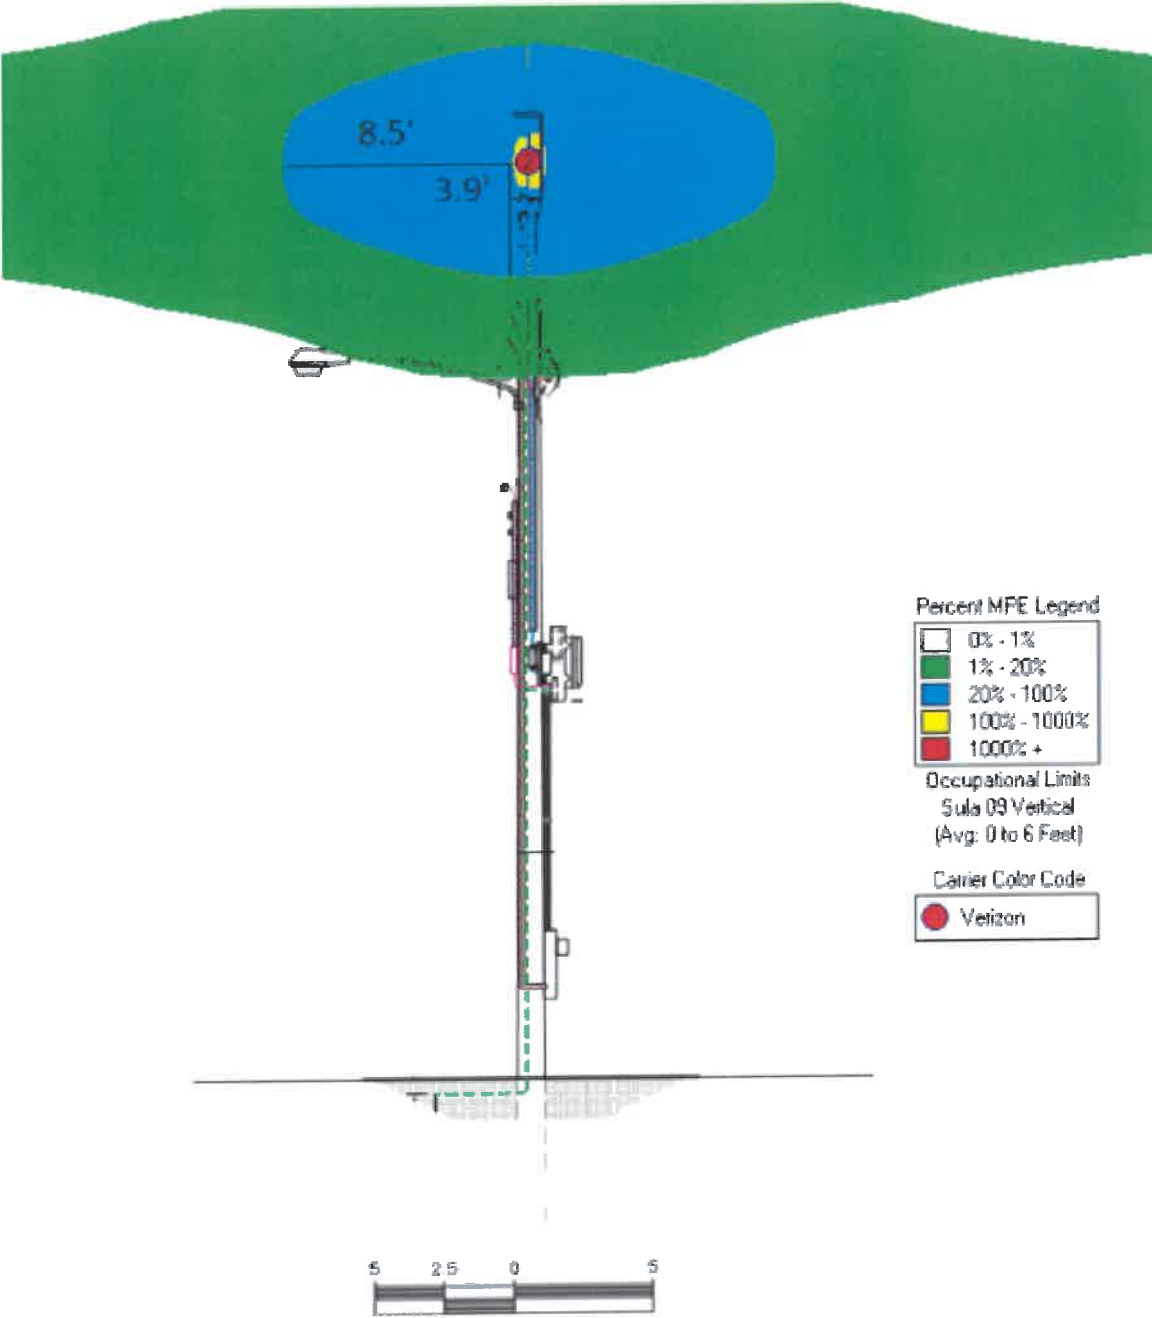 8.5'
3.9'
Percent MPE Legend
0% - 1%
1% - 20%
20% - 100%
100% - 1000%
1000% +
Occupational Limits
Sula 09 Vertical
(Avg: 0 to 6 Feet)
Carrier Color Code
Verizon
5 2.5 0 5